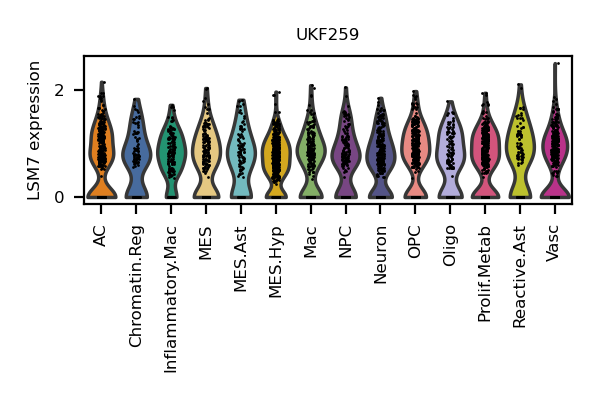 UKF259
LSM7 expression
2
0
AC
Chromatin.Reg
Inflammatory.Mac
MES
MES.Ast
MES.Hyp
Mac
NPC
Neuron
OPC
Oligo
Prolif.Metab
Reactive.Ast
Vasc